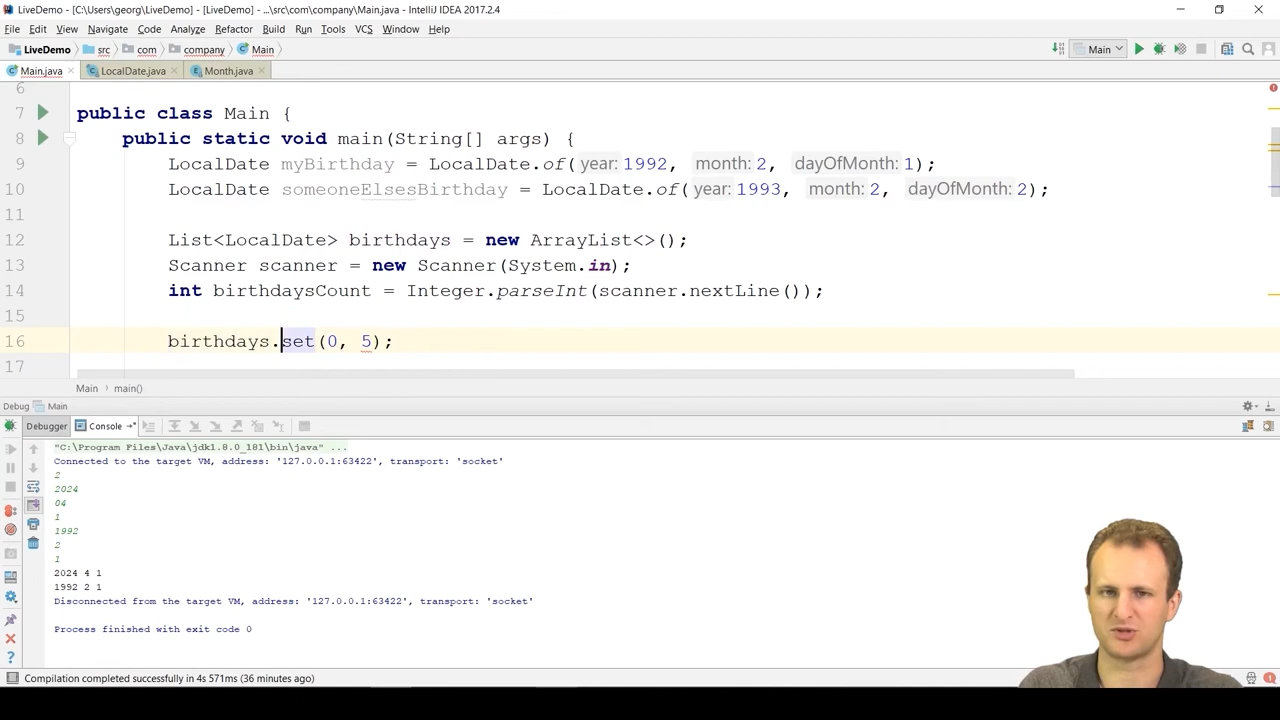 LiveDemo - [C:\Users\georg\LiveDemo] - [LiveDemo] - ...\src\com\company\Main.java - IntelliJ IDEA 2017.2.4
File Edit View Navigate Code Analyze Refactor Build Run Tools VCS Window Help
LiveDemo src com company Main Main
Main.java LocalDate.java Month.java
6
7 public class Main {
8 public static void main(String[] args) {
9 LocalDate myBirthday = LocalDate.of( year: 1992, month: 2, dayOfMonth: 1);
10 LocalDate someoneElsesBirthday = LocalDate.of( year: 1993, month: 2, dayOfMonth: 2);
11
12 List<LocalDate> birthdays = new ArrayList<>();
13 Scanner scanner = new Scanner(System.in);
14 int birthdaysCount = Integer.parseInt(scanner.nextLine());
15
16 birthdays.set(0, 5);
17
Main main()
Debug Main
Debugger Console
"C:\Program Files\Java\jdk1.8.0_181\bin\java" ...
Connected to the target VM, address: '127.0.0.1:63422', transport: 'socket'
2
2024
04
1
1992
2
1
2024 4 1
1992 2 1
Disconnected from the target VM, address: '127.0.0.1:63422', transport: 'socket'
Process finished with exit code 0
Compilation completed successfully in 4s 571ms (36 minutes ago)